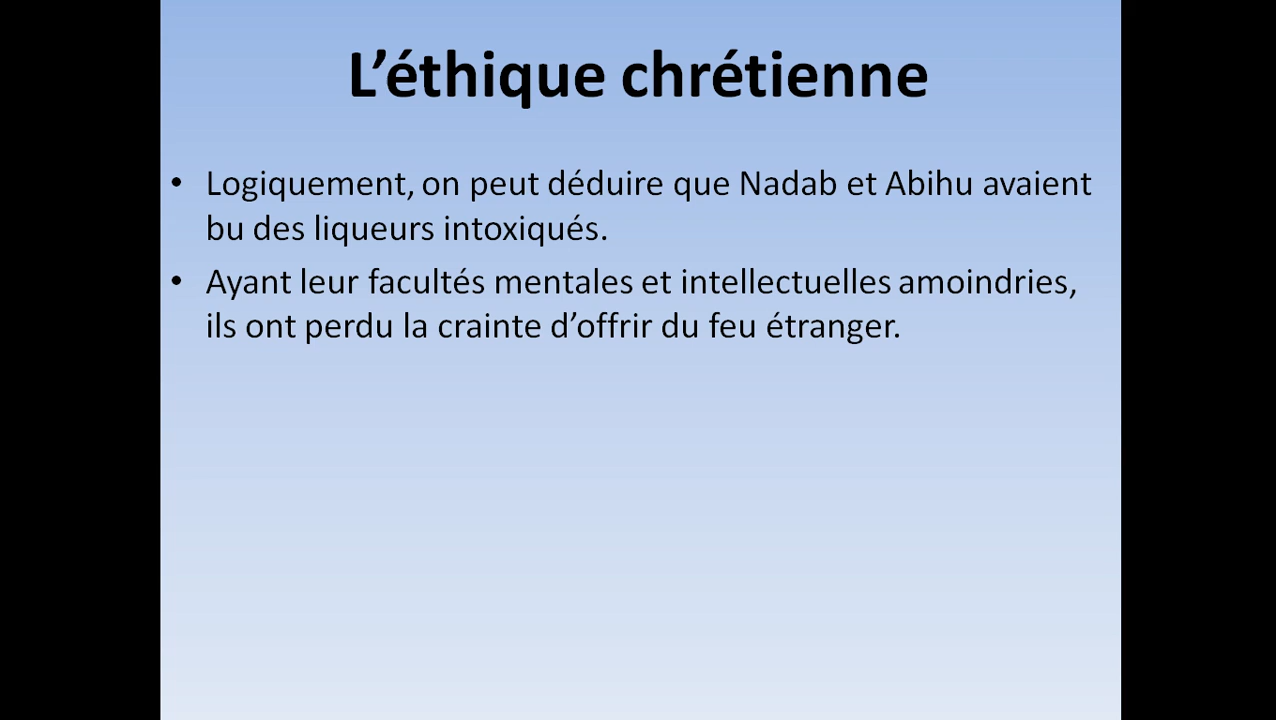 L’éthique chrétienne
• Logiquement, on peut déduire que Nadab et Abihu avaient
bu des liqueurs intoxiqués.
• Ayant leur facultés mentales et intellectuelles amoindries,
ils ont perdu la crainte d’offrir du feu étranger.